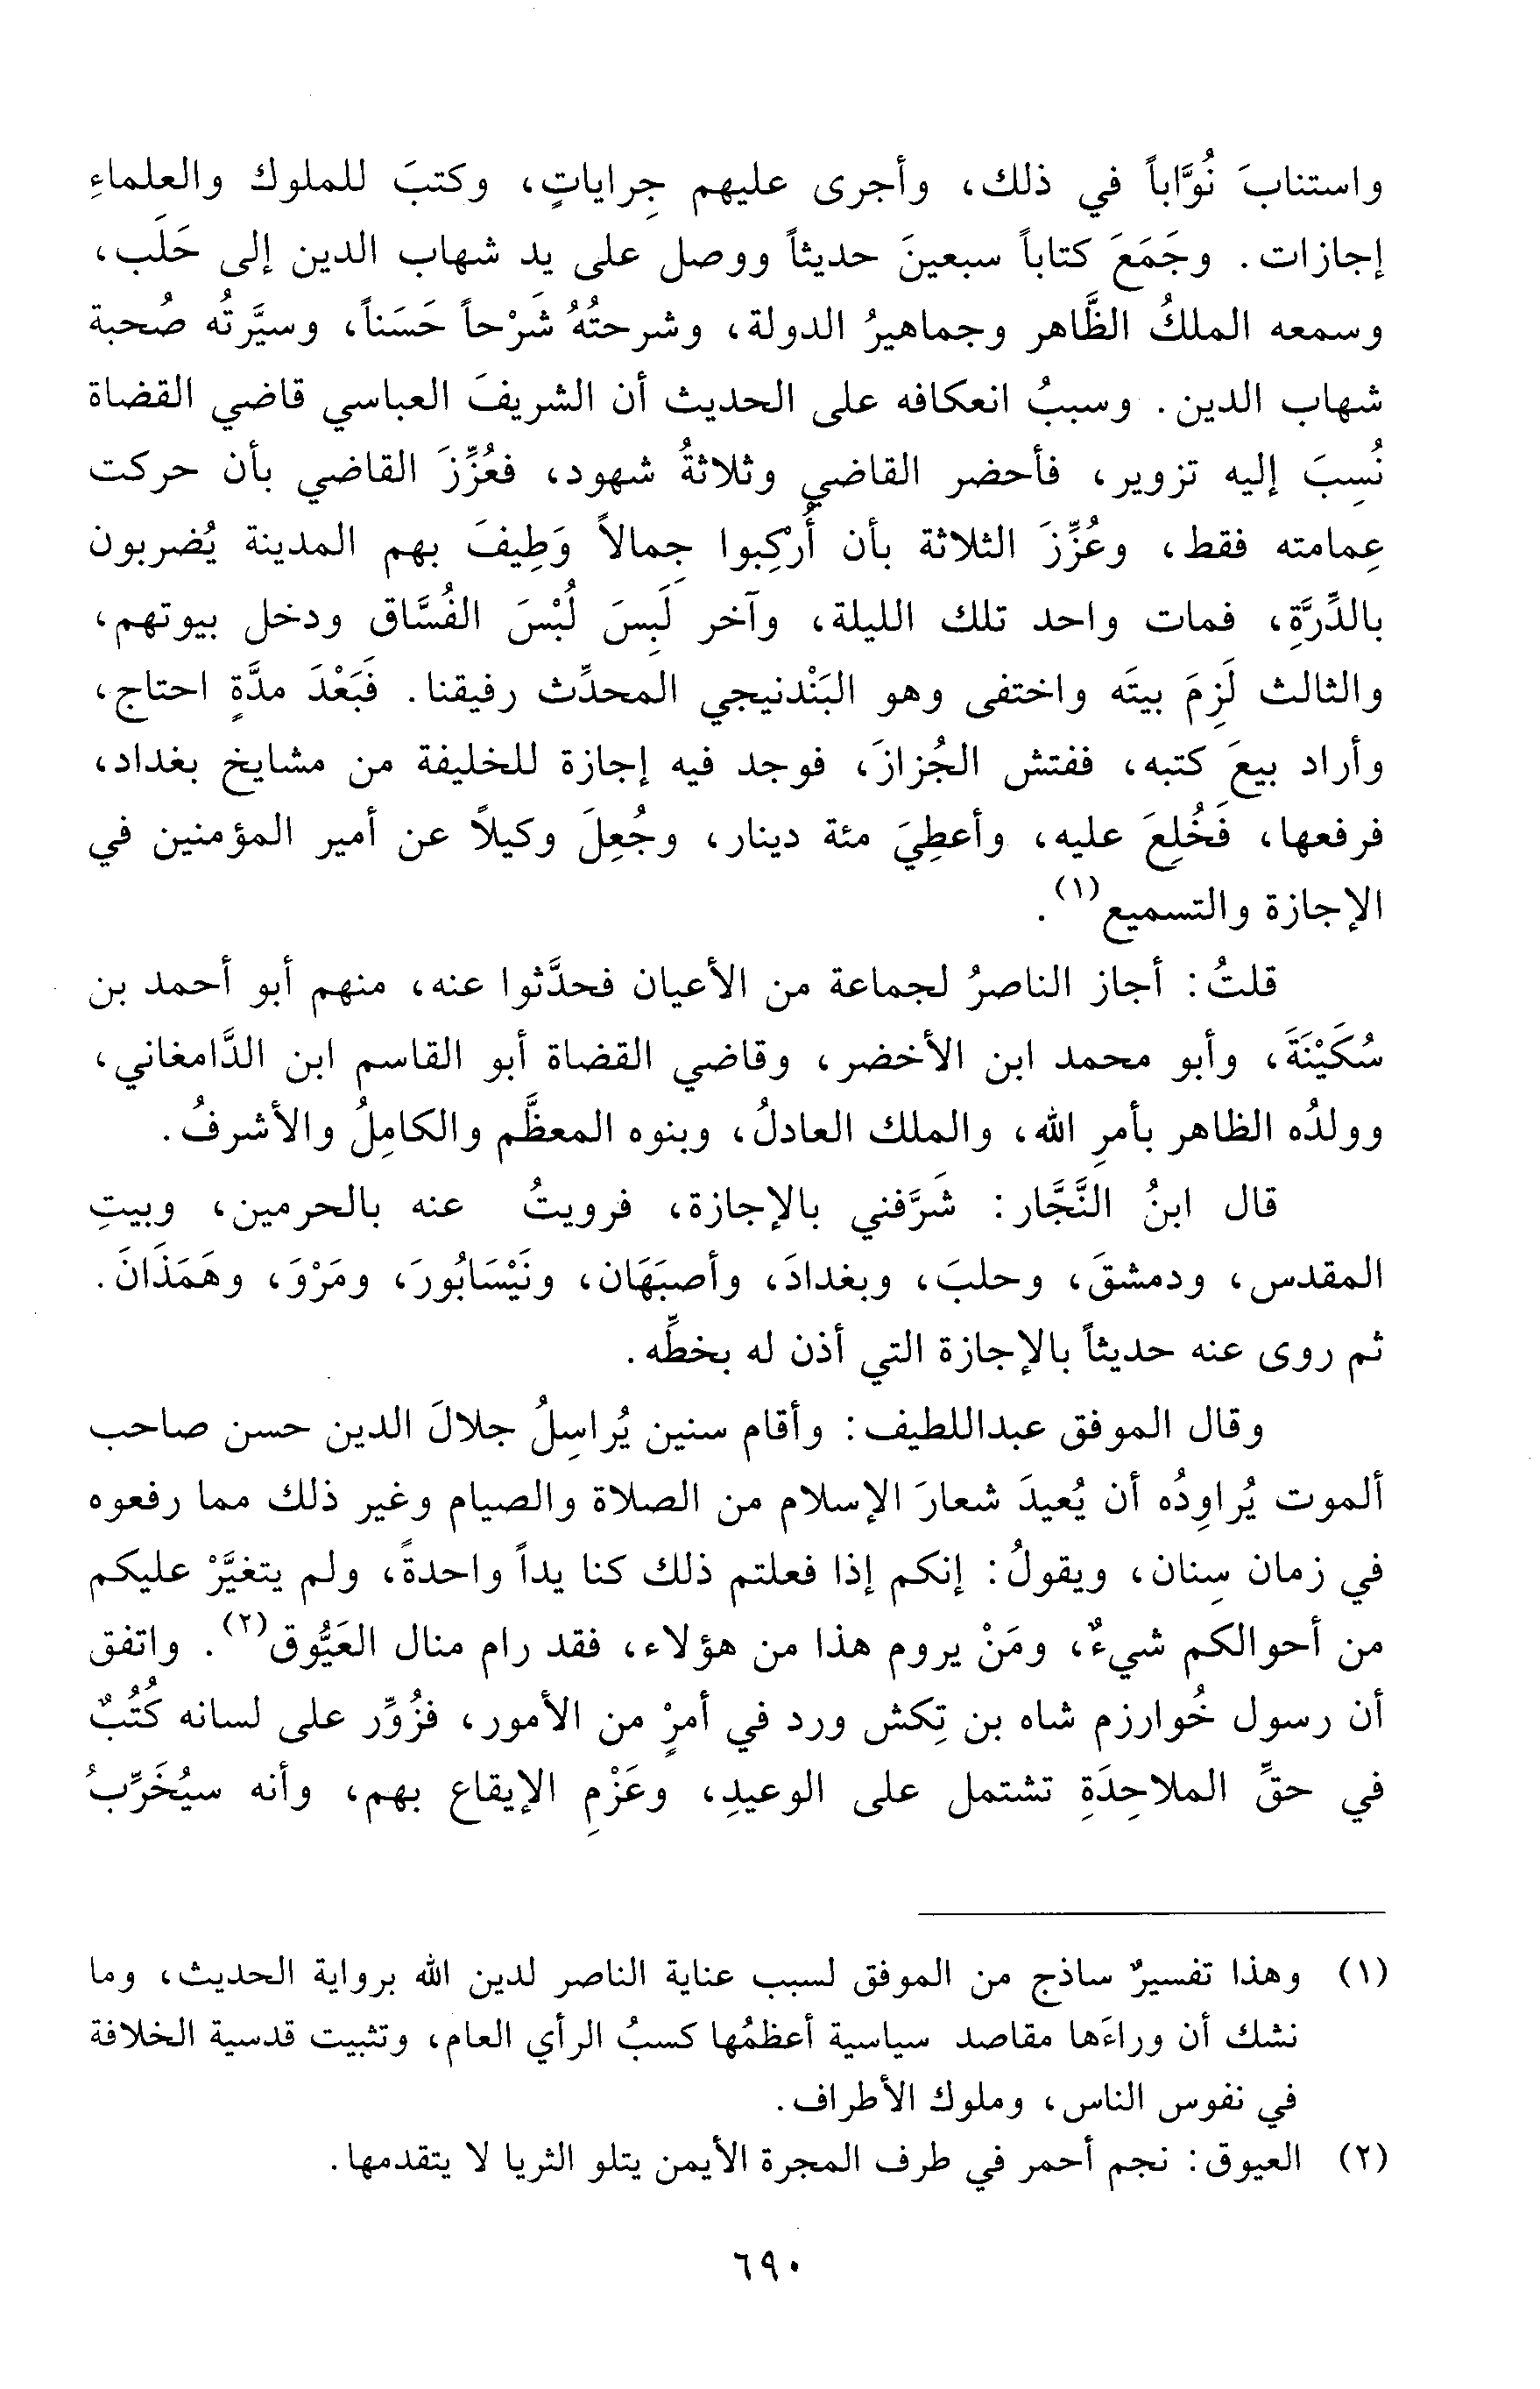 واستنابَ نُوَّاباً في ذلك، وأجرى عليهم جِراياتٍ، وكتبَ للملوك والعلماءِ
إجازات. وجَمَعَ كتاباً سبعينَ حديثاً ووصل على يد شهاب الدين إلى حَلَب،
وسمعه الملكُ الظَّاهر وجماهيرُ الدولة، وشرحتُهُ شَرْحاً حَسَناً، وسيَّرتُه صُحبة
شهاب الدين. وسببُ انعكافه على الحديث أن الشريفَ العباسي قاضي القضاة
نُسِبَ إليه تزوير، فأحضر القاضي وثلاثةُ شهود، فعُزِّزَ القاضي بأن حركت
عِمامته فقط، وعُزِّزَ الثلاثة بأن أُرْكِبوا جِمالاً وَطِيفَ بهم المدينة يُضربون
بالدِّرَّةِ، فمات واحد تلك الليلة، وآخر لَبِسَ لُبْسَ الفُسَّاق ودخل بيوتهم،
والثالث لَزِمَ بيتَه واختفى وهو البَنْدنيجي المحدِّث رفيقنا. فَبَعْدَ مدَّةٍ احتاج،
وأراد بيعَ كتبه، ففتش الجُزازَ، فوجد فيه إجازة للخليفة من مشايخ بغداد،
فرفعها، فَخُلِعَ عليه، وأعطِيَ مئة دينار، وجُعِلَ وكيلاً عن أمير المؤمنين في
الإجازة والتسميع(١).
قلتُ: أجاز الناصرُ لجماعة من الأعيان فحدَّثوا عنه، منهم أبو أحمد بن
سُكَيْنَةَ، وأبو محمد ابن الأخضر، وقاضي القضاة أبو القاسم ابن الدَّامغاني،
وولدُه الظاهر بأمرِ الله، والملك العادلُ، وبنوه المعظَّم والكامِلُ والأشرفُ.
قال ابنُ النَّجَّار: شَرَّفني بالإجازة، فرويتُ عنه بالحرمين، وبيتِ
المقدس، ودمشقَ، وحلبَ، وبغدادَ، وأصبَهَان، ونَيْسَابُورَ، ومَرْوَ، وهَمَذَانَ.
ثم روى عنه حديثاً بالإجازة التي أذن له بخطِّه.
وقال الموفق عبداللطيف: وأقام سنين يُراسِلُ جلالَ الدين حسن صاحب
ألموت يُراوِدُه أن يُعيدَ شعارَ الإسلام من الصلاة والصيام وغير ذلك مما رفعوه
في زمان سِنان، ويقولُ: إنكم إذا فعلتم ذلك كنا يداً واحدةً، ولم يتغيَّرْ عليكم
من أحوالكم شيءٌ، ومَنْ يروم هذا من هؤلاء، فقد رام منال العَيُّوق(٢). واتفق
أن رسول خُوارزم شاه بن تِكش ورد في أمرٍ من الأمور، فزُوِّر على لسانه كُتُبٌ
في حقِّ الملاحِدَةِ تشتمل على الوعيدِ، وعَزْمِ الإيقاع بهم، وأنه سيُخَرِّبُ
(١) وهذا تفسيرٌ ساذج من الموفق لسبب عناية الناصر لدين الله برواية الحديث، وما
نشك أن وراءَها مقاصد سياسية أعظمُها كسبُ الرأي العام، وتثبيت قدسية الخلافة
في نفوس الناس، وملوك الأطراف.
(٢) العيوق: نجم أحمر في طرف المجرة الأيمن يتلو الثريا لا يتقدمها.
٦٩٠